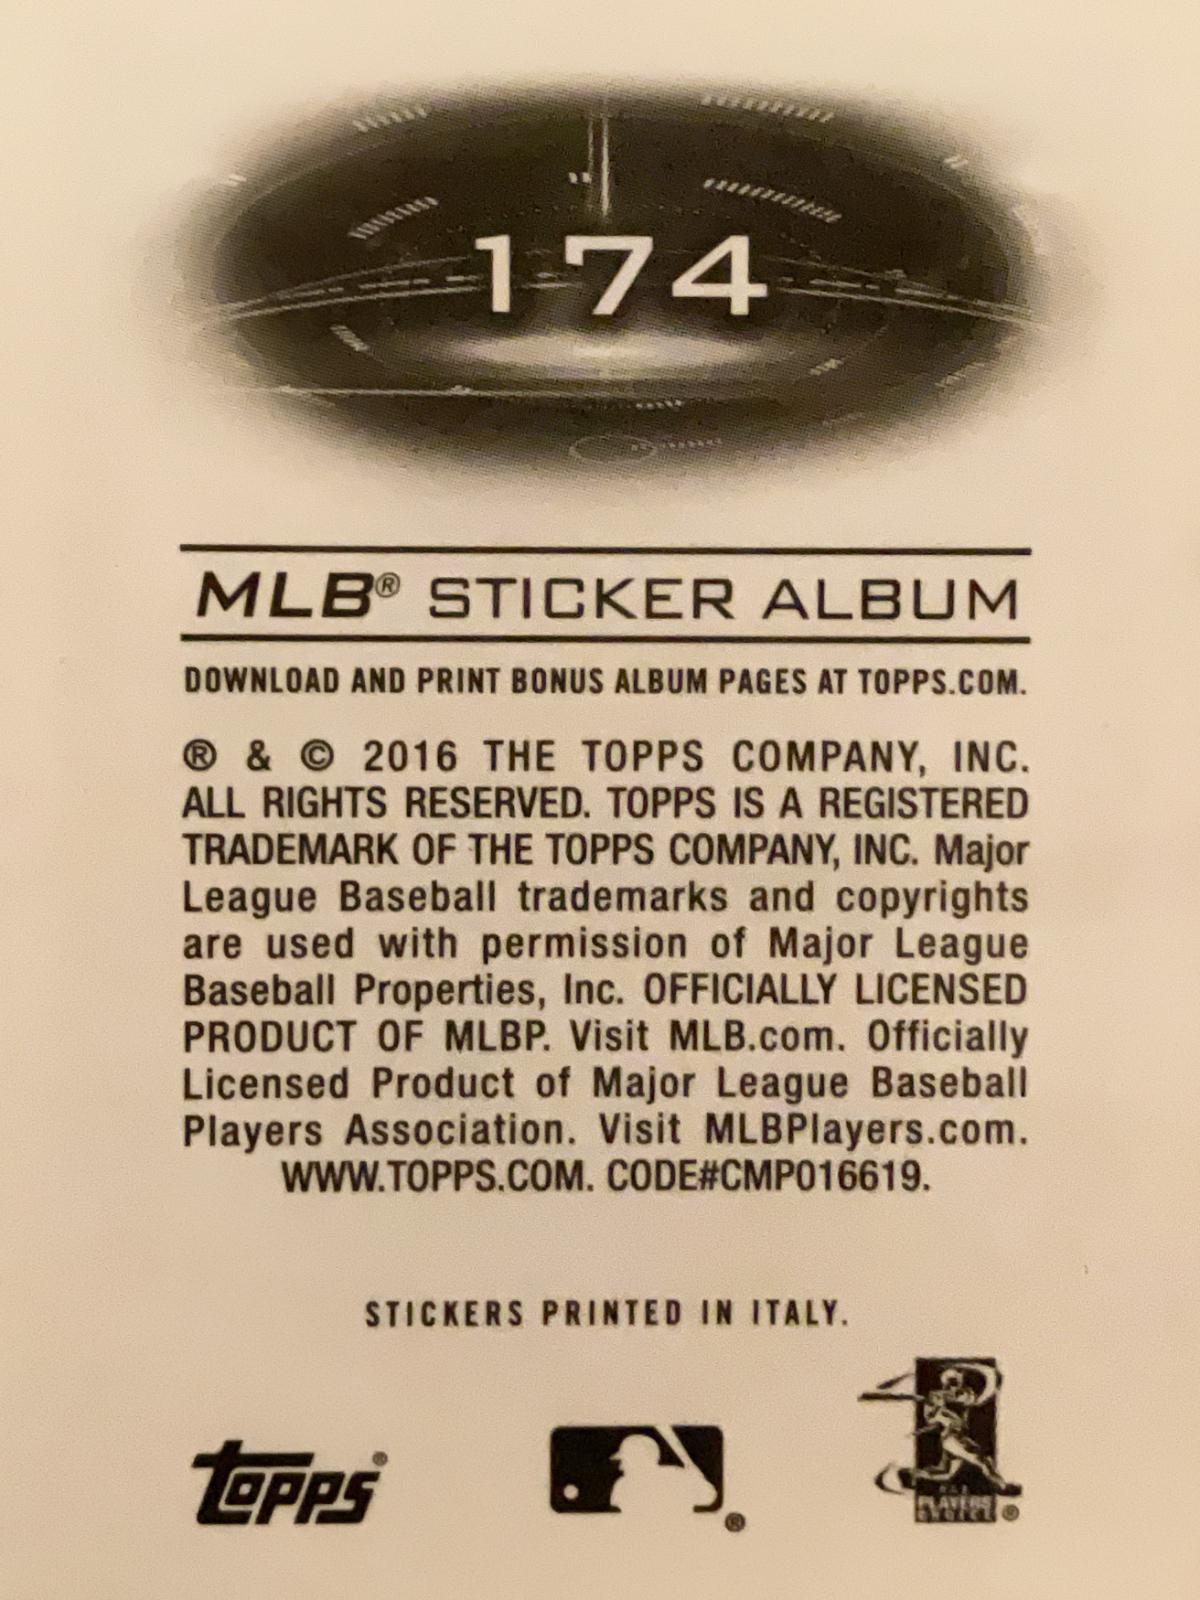 174
MLB® STICKER ALBUM
DOWNLOAD AND PRINT BONUS ALBUM PAGES AT TOPPS.COM.
® & © 2016 THE TOPPS COMPANY, INC.
ALL RIGHTS RESERVED. TOPPS IS A REGISTERED
TRADEMARK OF THE TOPPS COMPANY, INC. Major
League Baseball trademarks and copyrights
are used with permission of Major League
Baseball Properties, Inc. OFFICIALLY LICENSED
PRODUCT OF MLBP. Visit MLB.com. Officially
Licensed Product of Major League Baseball
Players Association. Visit MLBPlayers.com.
WWW.TOPPS.COM. CODE#CMP016619.
STICKERS PRINTED IN ITALY.
topps®
®
PLAYERS
CHOICE ®